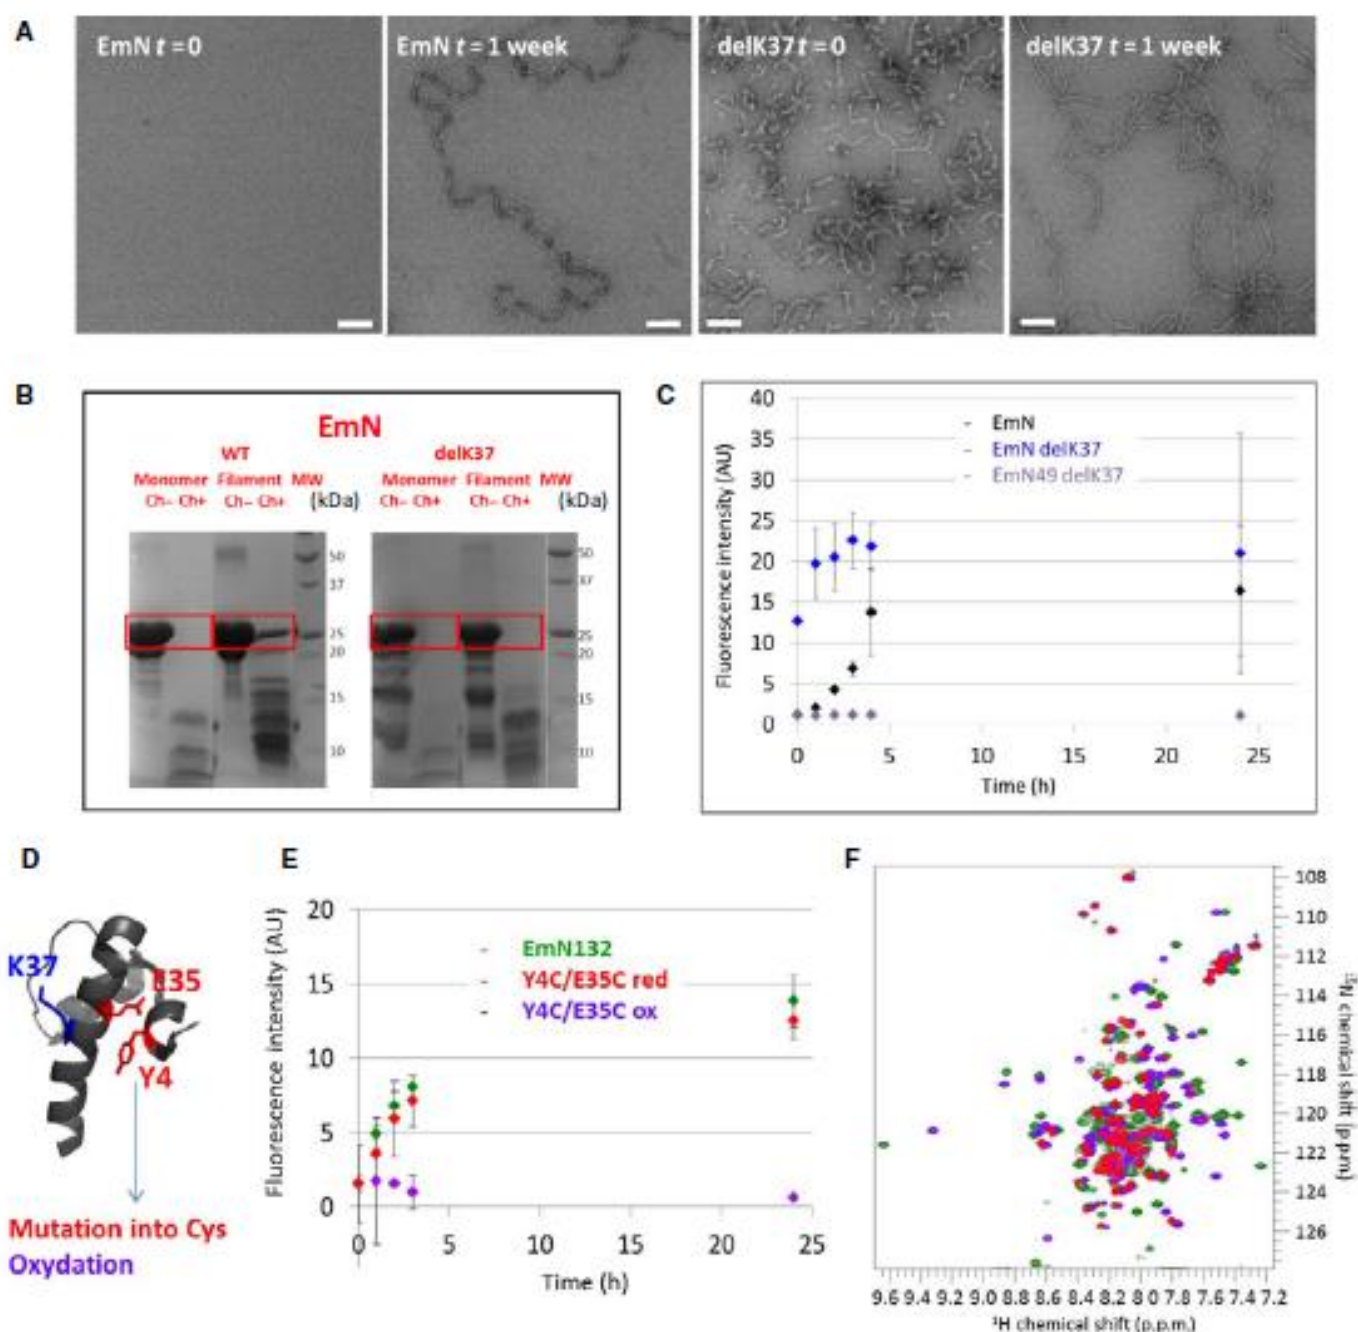 A
EmN t = 0
EmN t = 1 week
delK37 t = 0
delK37 t = 1 week
B
EmN
WT
delK37
Monomer Filament MW
Ch– Ch+ Ch– Ch+ (kDa)
Monomer Filament MW
Ch– Ch+ Ch– Ch+ (kDa)
50
37
25
20
15
10
50
37
25
20
15
10
C
Fluorescence intensity (AU)
40
35
30
25
20
15
10
5
0
EmN
EmN delK37
EmN49 delK37
0 5 10 15 20 25
Time (h)
D
K37
E35
Y4
Mutation into Cys
Oxydation
E
Fluorescence intensity (AU)
20
15
10
5
0
EmN132
Y4C/E35C red
Y4C/E35C ox
0 5 10 15 20 25
Time (h)
F
108
110
112
114
116
118
120
122
124
126
¹⁵N chemical shift (p.p.m.)
9.6 9.4 9.2 9.0 8.8 8.6 8.4 8.2 8 0 7.8 7.6 7.4 7.2
¹H chemical shift (p.p.m.)